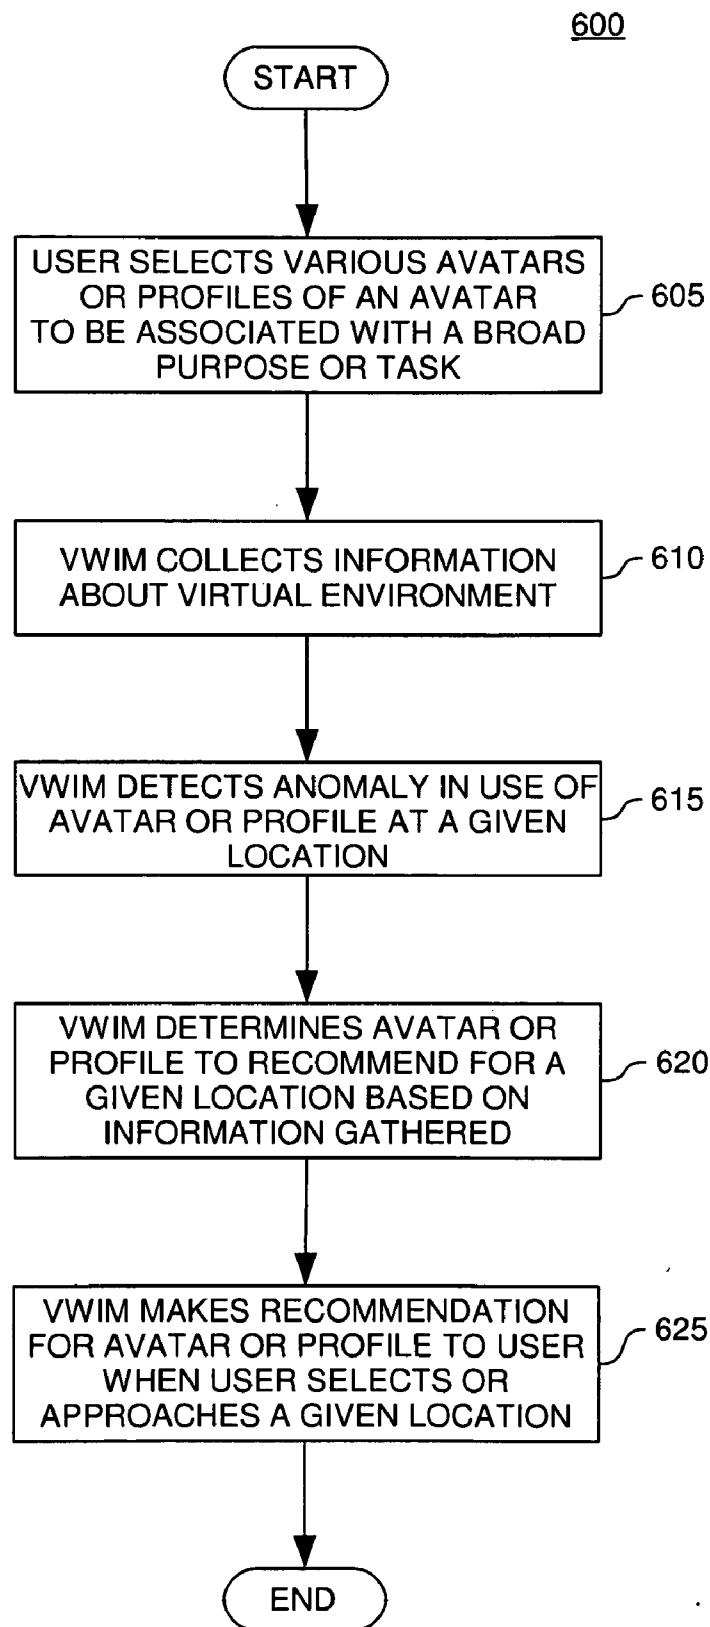 600
START
USER SELECTS VARIOUS AVATARS
OR PROFILES OF AN AVATAR
TO BE ASSOCIATED WITH A BROAD
PURPOSE OR TASK
605
VWIM COLLECTS INFORMATION
ABOUT VIRTUAL ENVIRONMENT
610
VWIM DETECTS ANOMALY IN USE OF
AVATAR OR PROFILE AT A GIVEN
LOCATION
615
VWIM DETERMINES AVATAR OR
PROFILE TO RECOMMEND FOR A
GIVEN LOCATION BASED ON
INFORMATION GATHERED
620
VWIM MAKES RECOMMENDATION
FOR AVATAR OR PROFILE TO USER
WHEN USER SELECTS OR
APPROACHES A GIVEN LOCATION
625
END